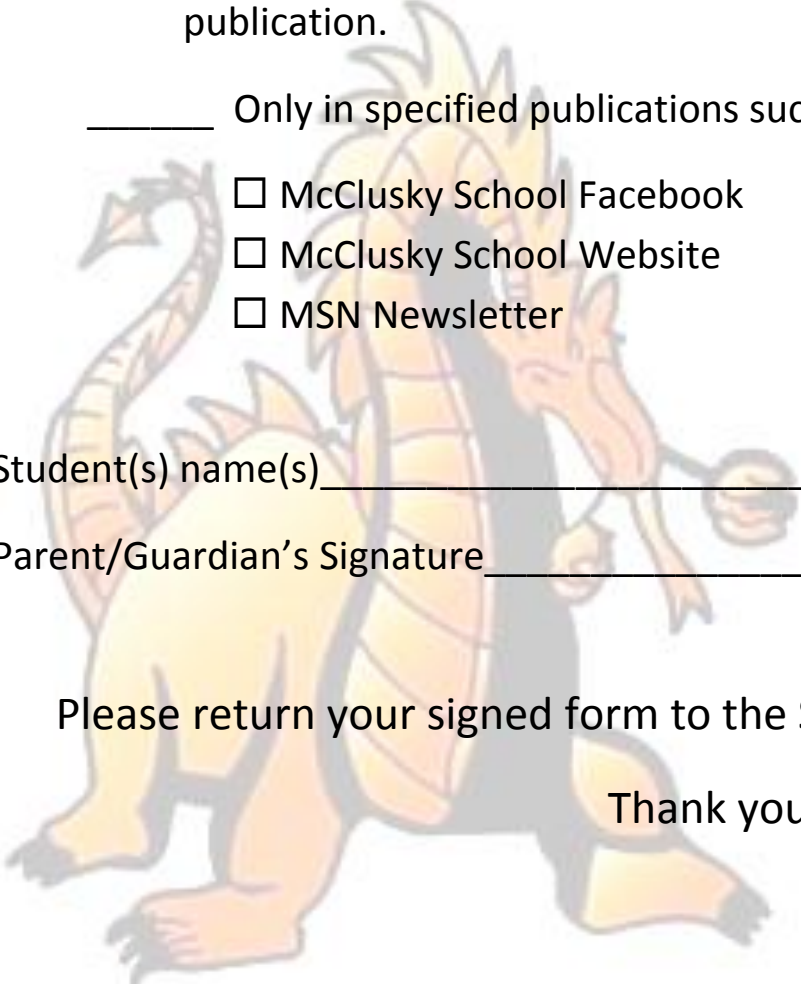 publication.
______ Only in specified publications suc
☐ McClusky School Facebook
☐ McClusky School Website
☐ MSN Newsletter
Student(s) name(s)_______________________
Parent/Guardian’s Signature_______________
Please return your signed form to the
Thank you